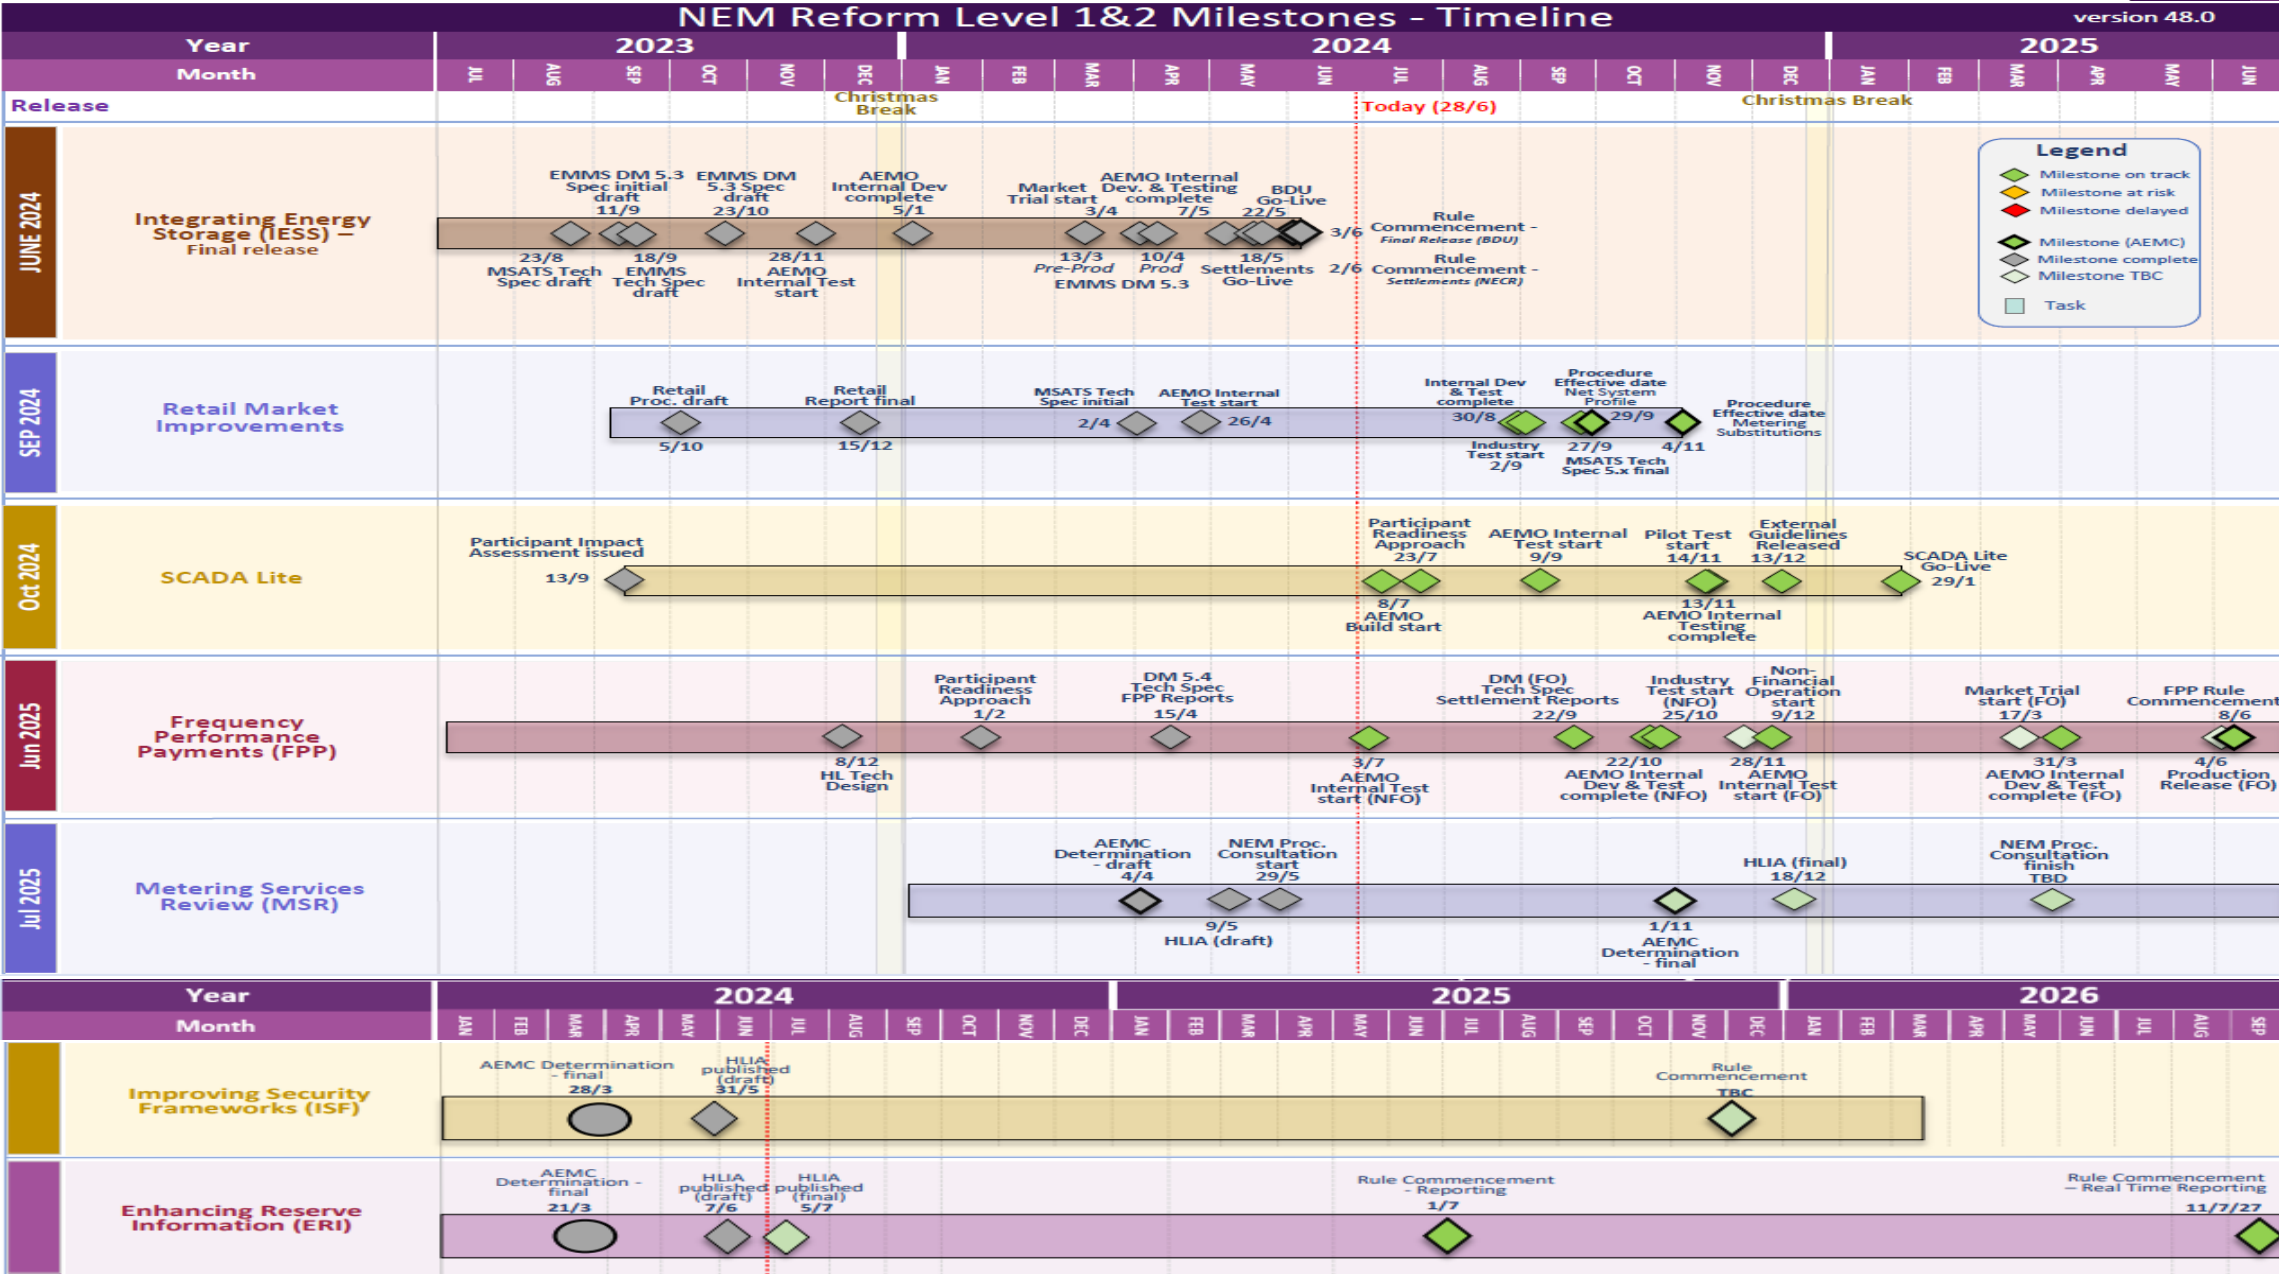 NEM Reform Level 1&2 Milestones - Timeline
version 48.0
Year
2023
2024
2025
Month
JUL
AUG
SEP
OCT
NOV
DEC
JAN
FEB
MAR
APR
MAY
JUN
JUL
AUG
SEP
OCT
NOV
DEC
JAN
FEB
MAR
APR
MAY
JUN
Release
Christmas
Break
Today (28/6)
Christmas Break
JUNE 2024
Integrating Energy
Storage (IESS) –
Final release
EMMS DM 5.3
Spec initial
draft
11/9
EMMS DM
5.3 Spec
draft
23/10
AEMO
Internal Dev
complete
5/1
Market
Trial start
3/4
AEMO Internal
Dev. & Testing
complete
7/5
BDU
Go-Live
22/5
3/6
Rule
Commencement -
Final Release (BDU)
23/8
MSATS Tech
Spec draft
18/9
EMMS
Tech Spec
draft
28/11
AEMO
Internal Test
start
13/3
Pre-Prod
10/4
Prod
EMMS DM 5.3
18/5
Settlements
Go-Live
2/6
Rule
Commencement -
Settlements (NECR)
Legend
Milestone on track
Milestone at risk
Milestone delayed
Milestone (AEMC)
Milestone complete
Milestone TBC
Task
SEP 2024
Retail Market
Improvements
Retail
Proc. draft
5/10
Retail
Report final
15/12
MSATS Tech
Spec initial
2/4
AEMO Internal
Test start
26/4
Internal Dev
& Test
complete
30/8
Industry
Test start
2/9
Procedure
Effective date
Net System
Profile
29/9
27/9
MSATS Tech
Spec 5.x final
4/11
Procedure
Effective date
Metering
Substitutions
Oct 2024
SCADA Lite
Participant Impact
Assessment issued
13/9
Participant
Readiness
Approach
23/7
8/7
AEMO
Build start
AEMO Internal
Test start
9/9
Pilot Test
start
14/11
13/11
AEMO Internal
Testing
complete
External
Guidelines
Released
13/12
SCADA Lite
Go-Live
29/1
Jun 2025
Frequency
Performance
Payments (FPP)
8/12
HL Tech
Design
Participant
Readiness
Approach
1/2
DM 5.4
Tech Spec
FPP Reports
15/4
3/7
AEMO
Internal Test
start (NFO)
DM (FO)
Tech Spec
Settlement Reports
22/9
22/10
AEMO Internal
Dev & Test
complete (NFO)
Industry
Test start
(NFO)
25/10
28/11
AEMO
Internal Test
start (FO)
Non-
Financial
Operation
start
9/12
Market Trial
start (FO)
17/3
31/3
AEMO Internal
Dev & Test
complete (FO)
FPP Rule
Commencement
8/6
4/6
Production
Release (FO)
Jul 2025
Metering Services
Review (MSR)
AEMC
Determination
- draft
4/4
9/5
HLIA (draft)
NEM Proc.
Consultation
start
29/5
1/11
AEMC
Determination
- final
HLIA (final)
18/12
NEM Proc.
Consultation
finish
TBD
Year
2024
2025
2026
Month
JAN
FEB
MAR
APR
MAY
JUN
JUL
AUG
SEP
OCT
NOV
DEC
JAN
FEB
MAR
APR
MAY
JUN
JUL
AUG
SEP
OCT
NOV
DEC
JAN
FEB
MAR
APR
MAY
JUN
JUL
AUG
SEP
Improving Security
Frameworks (ISF)
AEMC Determination
- final
28/3
HLIA
published
(draft)
31/5
Rule
Commencement
TBC
Enhancing Reserve
Information (ERI)
AEMC
Determination -
final
21/3
HLIA
published
(draft)
7/6
HLIA
published
(final)
5/7
Rule Commencement
- Reporting
1/7
Rule Commencement
– Real Time Reporting
11/7/27